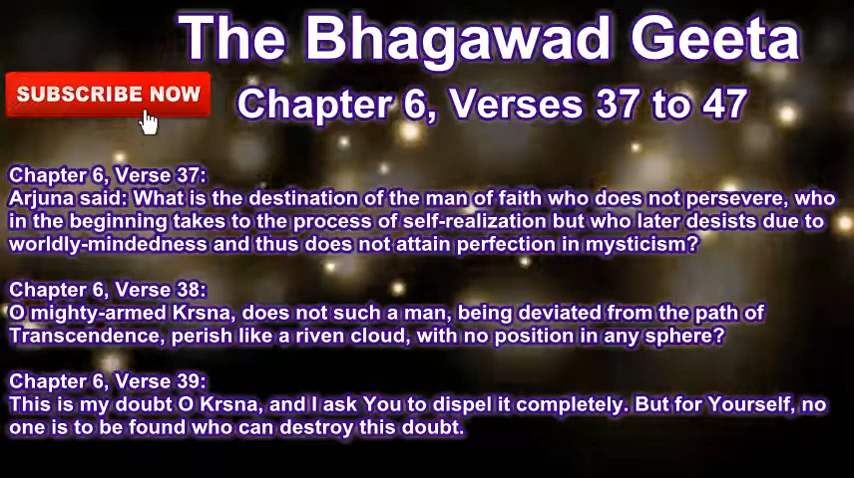 The Bhagawad Geeta
SUBSCRIBE NOW
Chapter 6, Verses 37 to 47
Chapter 6, Verse 37:
Arjuna said: What is the destination of the man of faith who does not persevere, who
in the beginning takes to the process of self-realization but who later desists due to
worldly-mindedness and thus does not attain perfection in mysticism?
Chapter 6, Verse 38:
O mighty-armed Krsna, does not such a man, being deviated from the path of
Transcendence, perish like a riven cloud, with no position in any sphere?
Chapter 6, Verse 39:
This is my doubt O Krsna, and I ask You to dispel it completely. But for Yourself, no
one is to be found who can destroy this doubt.